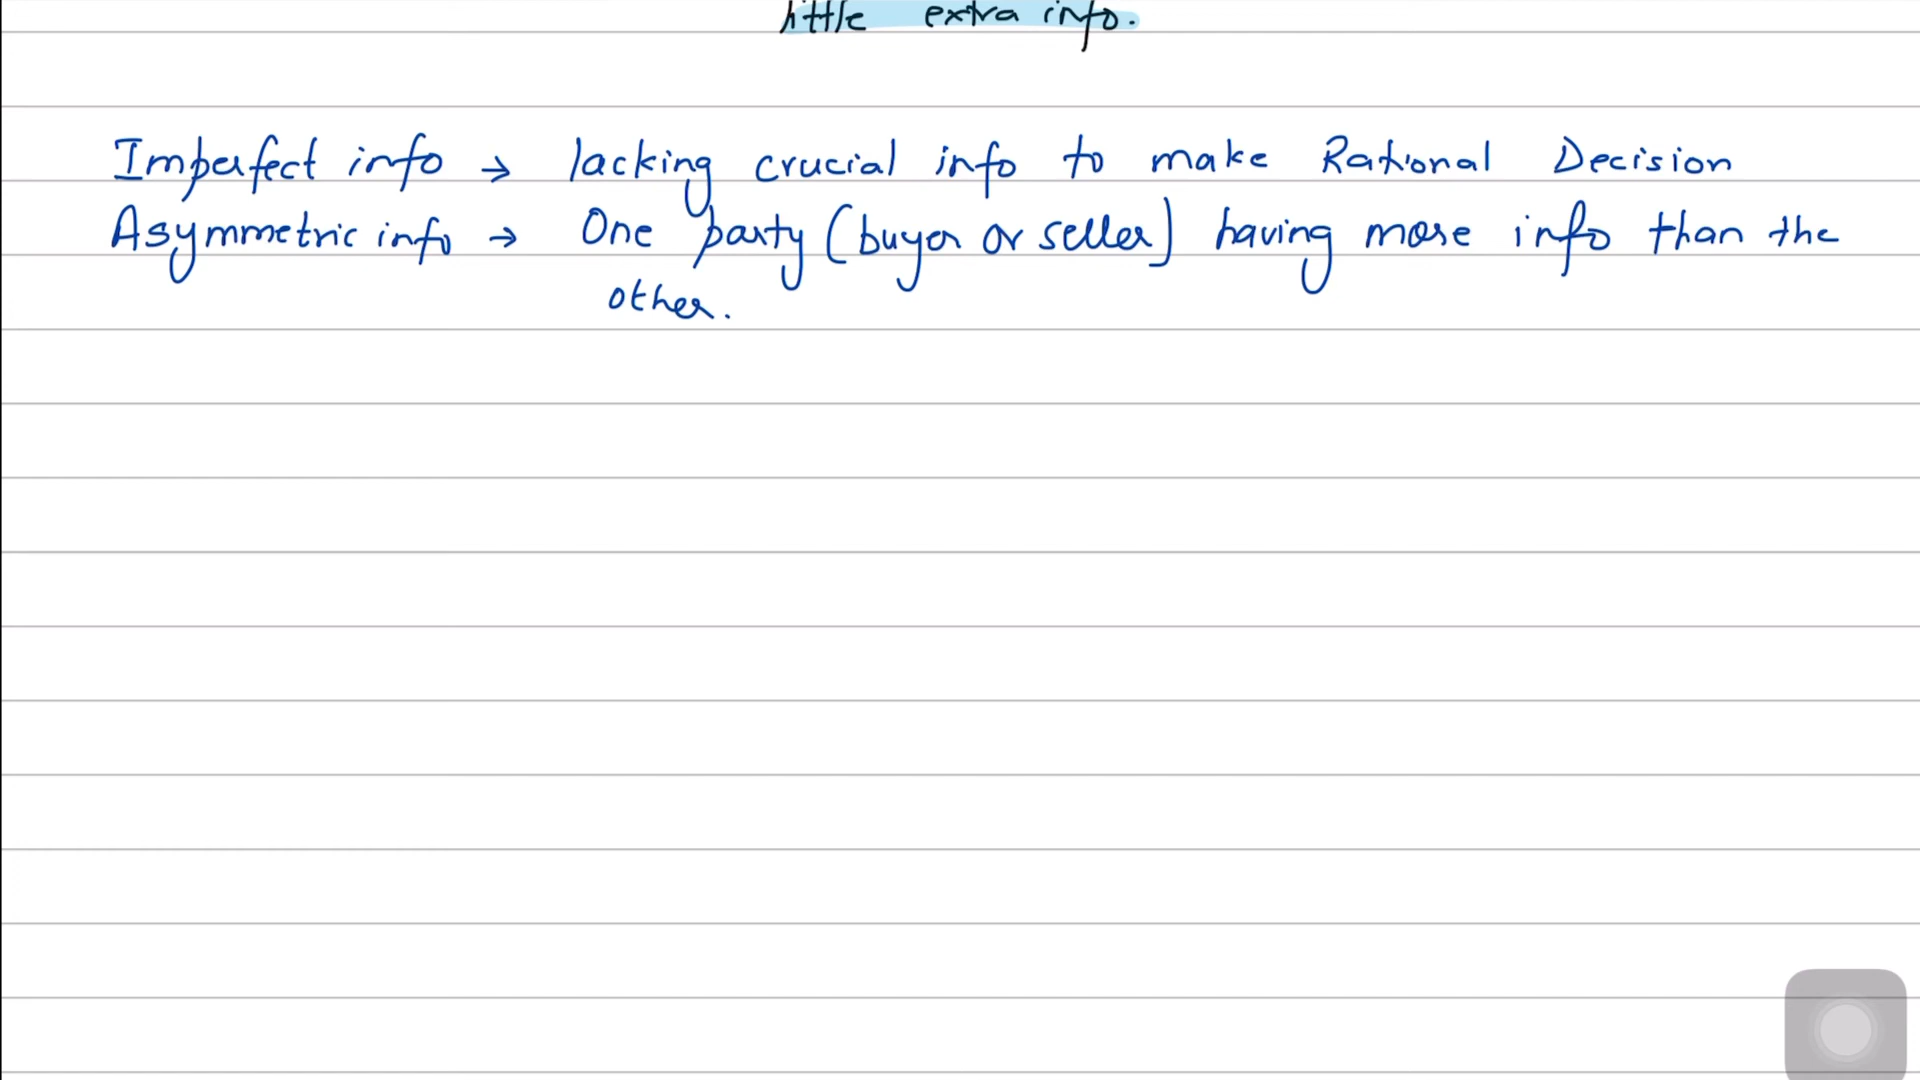 little extra info.
Imperfect info → lacking crucial info to make Rational Decision
Asymmetric info → One party (buyer or seller) having more info than the
other.